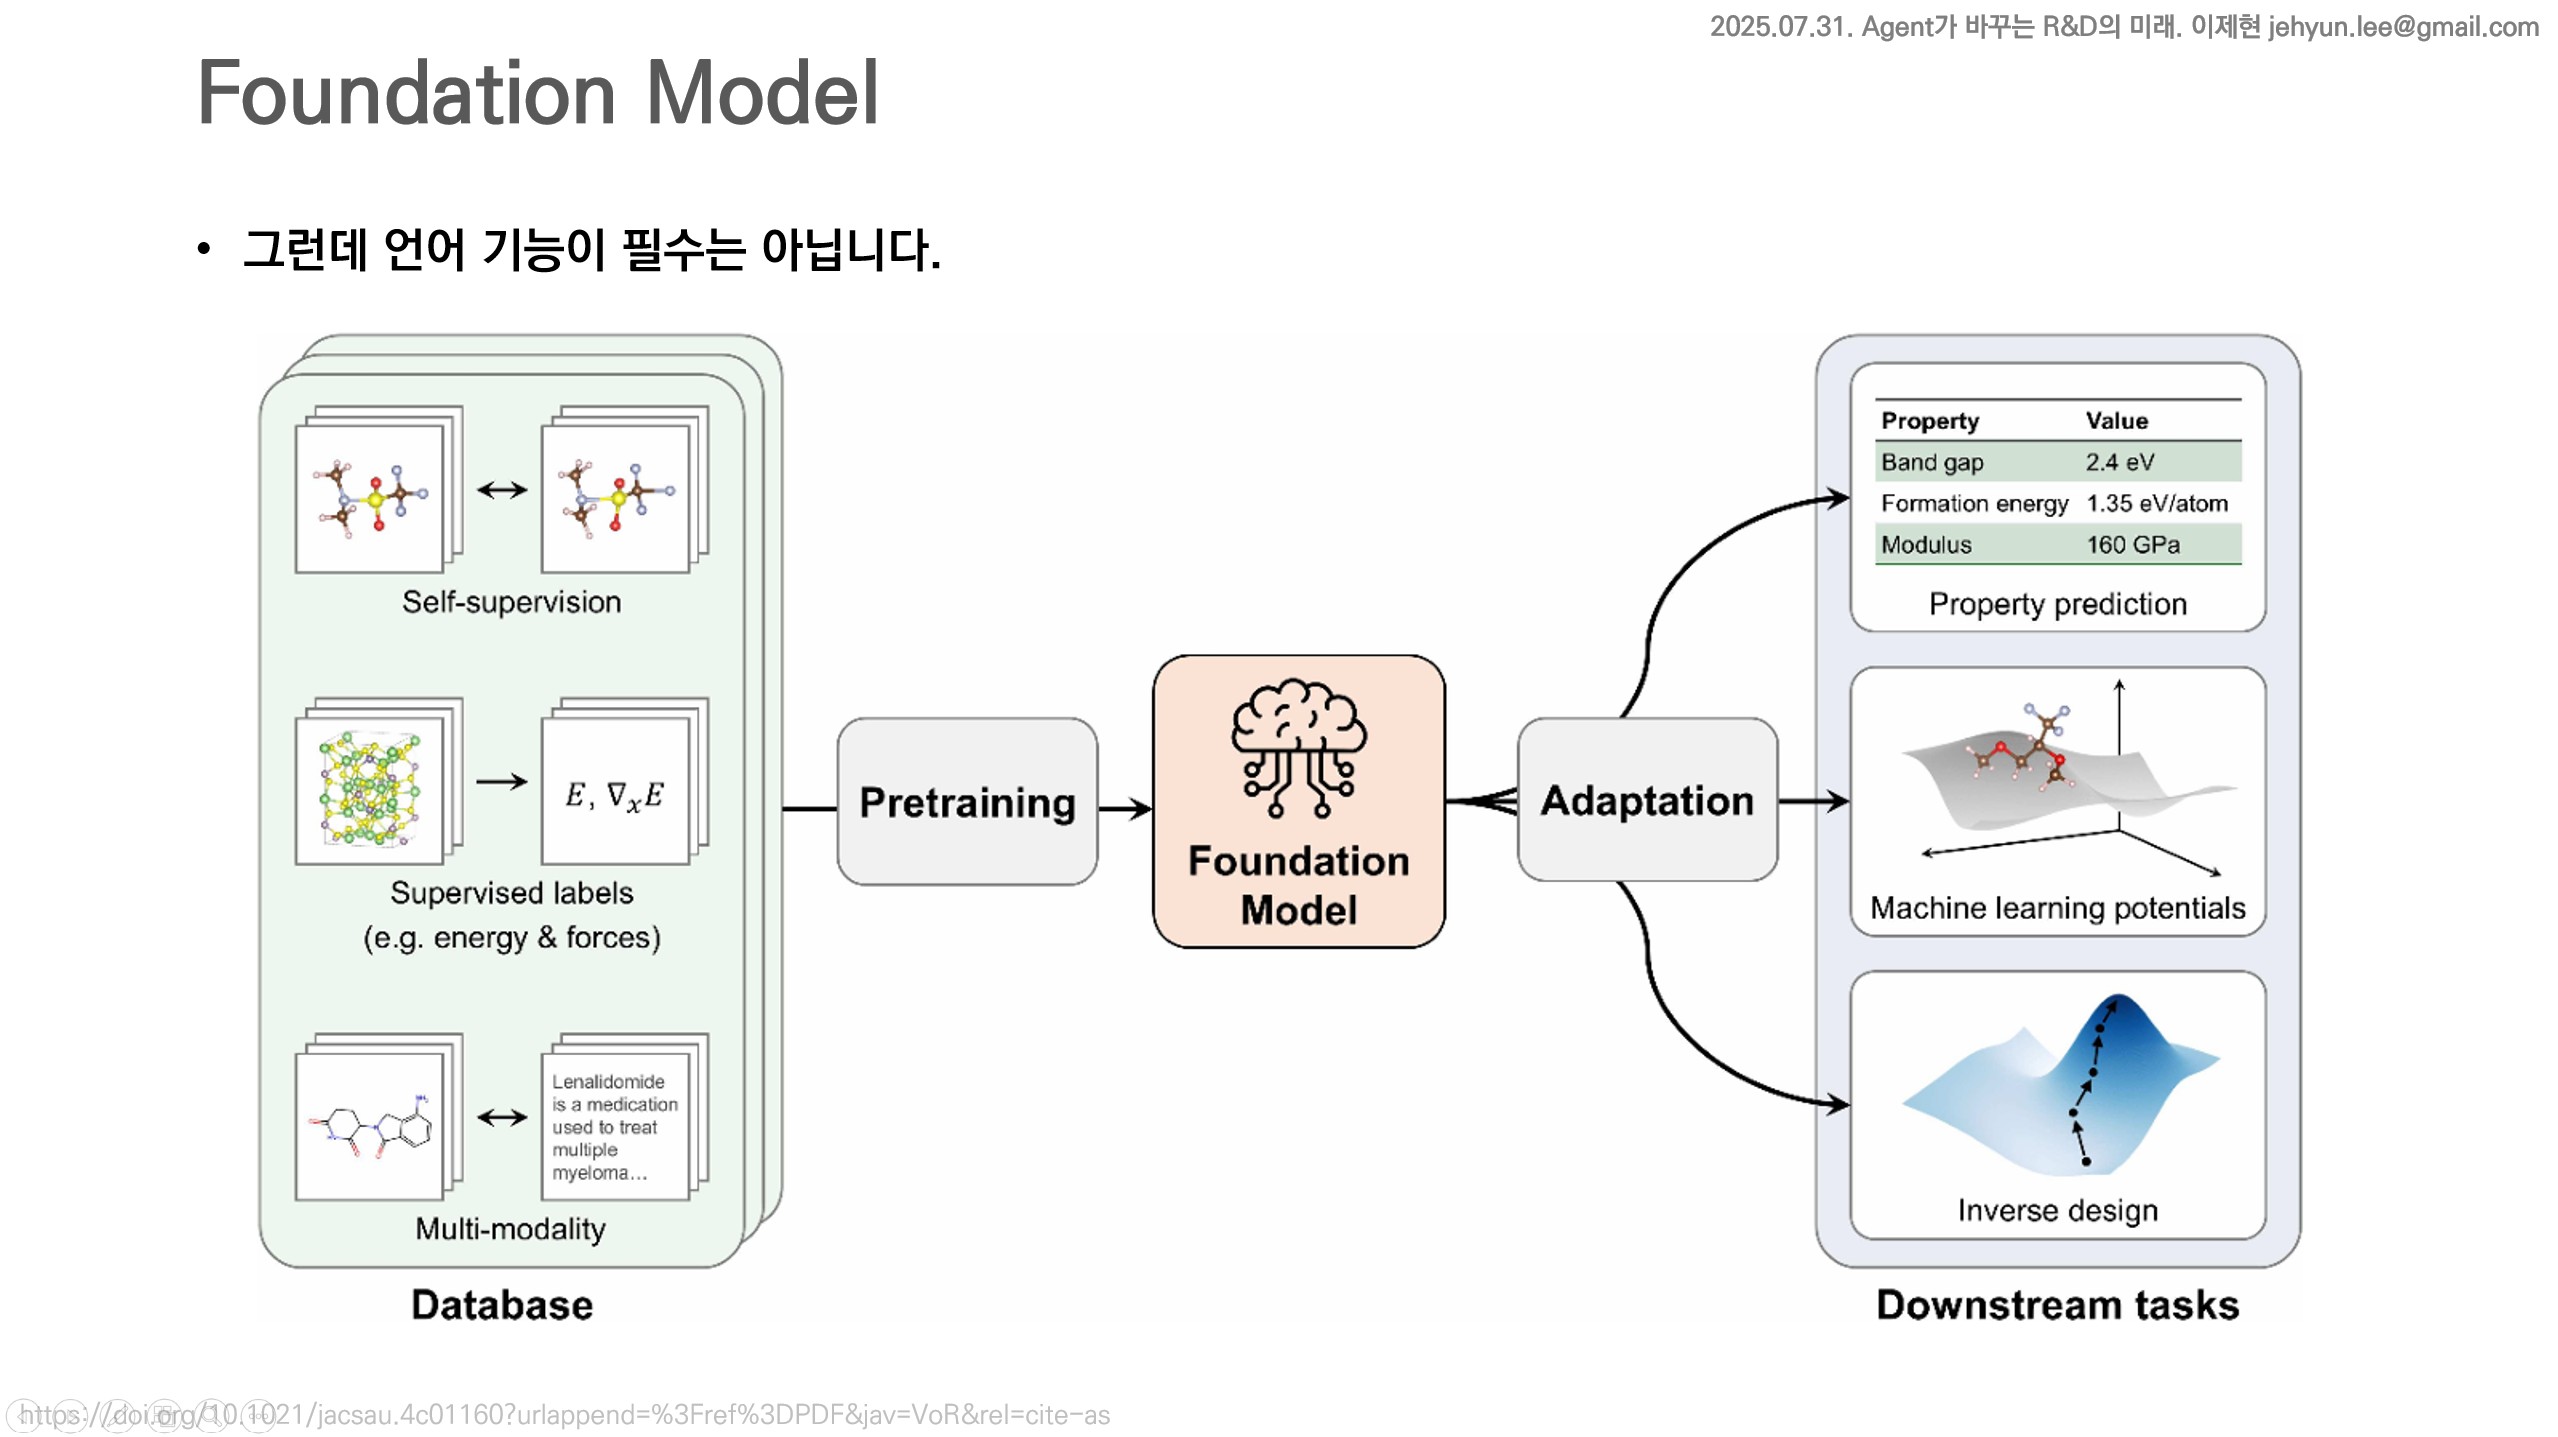 2025.07.31. Agent가 바꾸는 R&D의 미래. 이제현 jehyun.lee@gmail.com
Foundation Model
• 그런데 언어 기능이 필수는 아닙니다.
Self-supervision
E, ∇xE
Supervised labels
(e.g. energy & forces)
Lenalidomide
is a medication
used to treat
multiple
myeloma...
Multi-modality
Database
Pretraining
Foundation
Model
Adaptation
Property Value
Band gap 2.4 eV
Formation energy 1.35 eV/atom
Modulus 160 GPa
Property prediction
Machine learning potentials
Inverse design
Downstream tasks
https://doi.org/10.1021/jacsau.4c01160?urlappend=%3Fref%3DPDF&jav=VoR&rel=cite-as